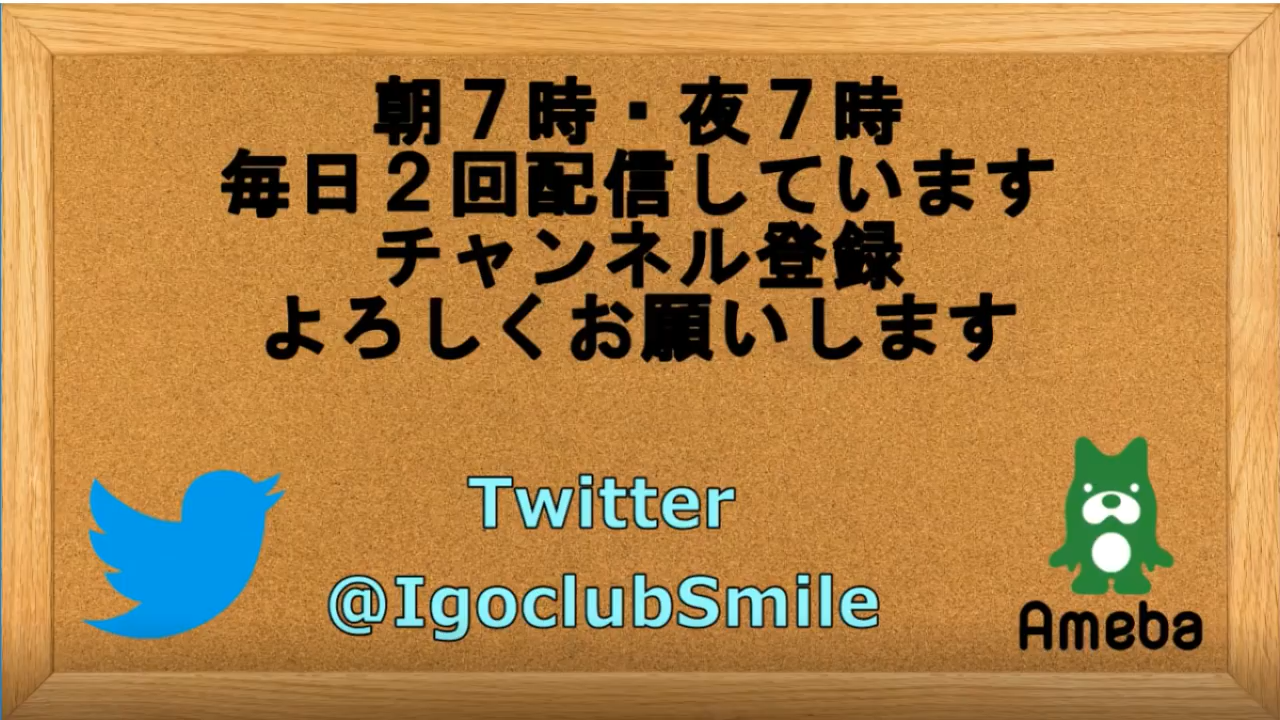 朝７時・夜７時
毎日２回配信しています
チャンネル登録
よろしくお願いします
Twitter
@IgoclubSmile
Ameba